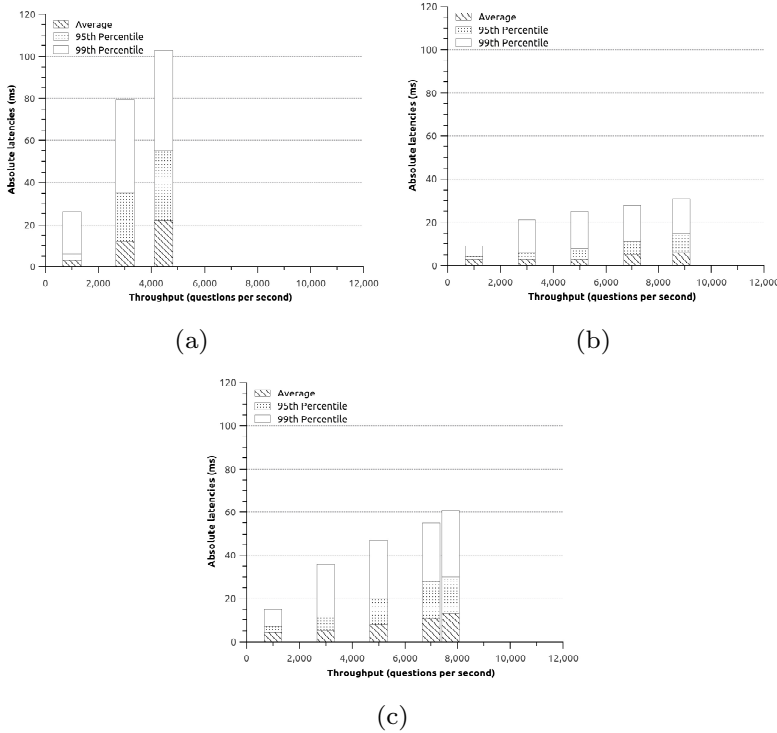 Average
95th Percentile
99th Percentile
120
100
80
60
40
20
0
Absolute latencies (ms)
0 2,000 4,000 6,000 8,000 10,000 12,000
Throughput (questions per second)
(a)
Average
95th Percentile
99th Percentile
120
100
80
60
40
20
0
Absolute latencies (ms)
0 2,000 4,000 6,000 8,000 10,000 12,000
Throughput (questions per second)
(b)
Average
95th Percentile
99th Percentile
120
100
80
60
40
20
0
Absolute latencies (ms)
0 2,000 4,000 6,000 8,000 10,000 12,000
Throughput (questions per second)
(c)